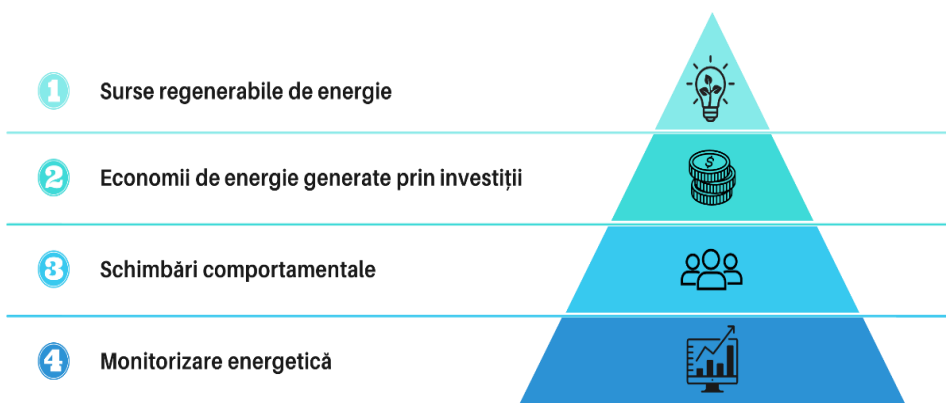 1 Surse regenerabile de energie
$
2 Economii de energie generate prin investiții
3 Schimbări comportamentale
4 Monitorizare energetică